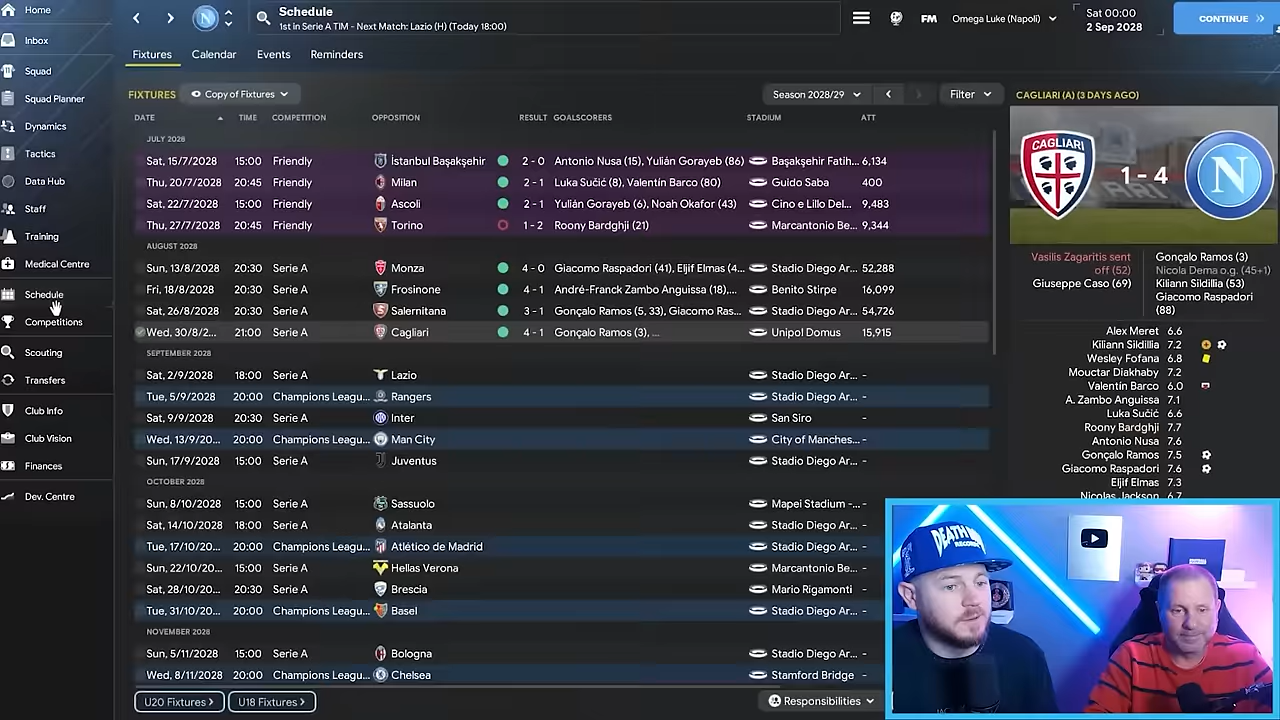 Home
Inbox
Squad
Squad Planner
Dynamics
Tactics
Data Hub
Staff
Training
Medical Centre
Schedule
Competitions
Scouting
Transfers
Club Info
Club Vision
Finances
Dev. Centre
Schedule
1st in Serie A TIM - Next Match: Lazio (H) (Today 18:00)
FM
Omega Luke (Napoli)
Sat 00:00
2 Sep 2028
CONTINUE
Fixtures Calendar Events Reminders
FIXTURES Copy of Fixtures Season 2028/29 Filter
DATE TIME COMPETITION OPPOSITION RESULT GOALSCORERS STADIUM ATT
JULY 2028
Sat, 15/7/2028 15:00 Friendly İstanbul Başakşehir 2 - 0 Antonio Nusa (15), Yulián Gorayeb (86) Başakşehir Fatih... 6,134
Thu, 20/7/2028 20:45 Friendly Milan 2 - 1 Luka Sučić (8), Valentín Barco (80) Guido Saba 400
Sat, 22/7/2028 15:00 Friendly Ascoli 2 - 1 Yulián Gorayeb (6), Noah Okafor (43) Cino e Lillo Del... 9,483
Thu, 27/7/2028 20:45 Friendly Torino 1 - 2 Roony Bardghji (21) Marcantonio Be... 9,344
AUGUST 2028
Sun, 13/8/2028 20:30 Serie A Monza 4 - 0 Giacomo Raspadori (41), Eljif Elmas (4... Stadio Diego Ar... 52,288
Fri, 18/8/2028 20:30 Serie A Frosinone 4 - 1 André-Franck Zambo Anguissa (18),... Benito Stirpe 16,099
Sat, 26/8/2028 20:30 Serie A Salernitana 3 - 1 Gonçalo Ramos (5, 33), Giacomo Ras... Stadio Diego Ar... 54,726
Wed, 30/8/2... 21:00 Serie A Cagliari 4 - 1 Gonçalo Ramos (3), ... Unipol Domus 15,915
SEPTEMBER 2028
Sat, 2/9/2028 18:00 Serie A Lazio Stadio Diego Ar... -
Tue, 5/9/2028 20:00 Champions Leagu... Rangers Stadio Diego Ar... -
Sat, 9/9/2028 20:30 Serie A Inter San Siro -
Wed, 13/9/20... 20:00 Champions Leagu... Man City City of Manches... -
Sun, 17/9/2028 15:00 Serie A Juventus Stadio Diego Ar... -
OCTOBER 2028
Sun, 8/10/2028 15:00 Serie A Sassuolo Mapei Stadium -... -
Sat, 14/10/2028 18:00 Serie A Atalanta Stadio Diego Ar... -
Tue, 17/10/20... 20:00 Champions Leagu... Atlético de Madrid Stadio Diego Ar...
Sun, 22/10/20... 15:00 Serie A Hellas Verona Marcantonio Be...
Sat, 28/10/20... 20:30 Serie A Brescia Mario Rigamonti
Tue, 31/10/20... 20:00 Champions Leagu... Basel Stadio Diego Ar...
NOVEMBER 2028
Sun, 5/11/2028 15:00 Serie A Bologna Stadio Diego Ar...
Wed, 8/11/2028 20:00 Champions Leagu... Chelsea Stamford Bridge
U20 Fixtures U18 Fixtures Responsibilities
CAGLIARI (A) (3 DAYS AGO)
CAGLIARI
1 - 4
N
Vasilis Zagaritis sent off (52)
Giuseppe Caso (69)
Gonçalo Ramos (3)
Nicola Dema o.g. (45+1)
Kiliann Sildillia (53)
Giacomo Raspadori
(88)
Alex Meret 6.6
Kiliann Sildillia 7.2
Wesley Fofana 6.8
Mouctar Diakhaby 7.2
Valentín Barco 6.0
A. Zambo Anguissa 7.1
Luka Sučić 6.6
Roony Bardghji 7.7
Antonio Nusa 7.6
Gonçalo Ramos 7.5
Giacomo Raspadori 7.6
Eljif Elmas 7.3
Nicolas Jackson 6.7